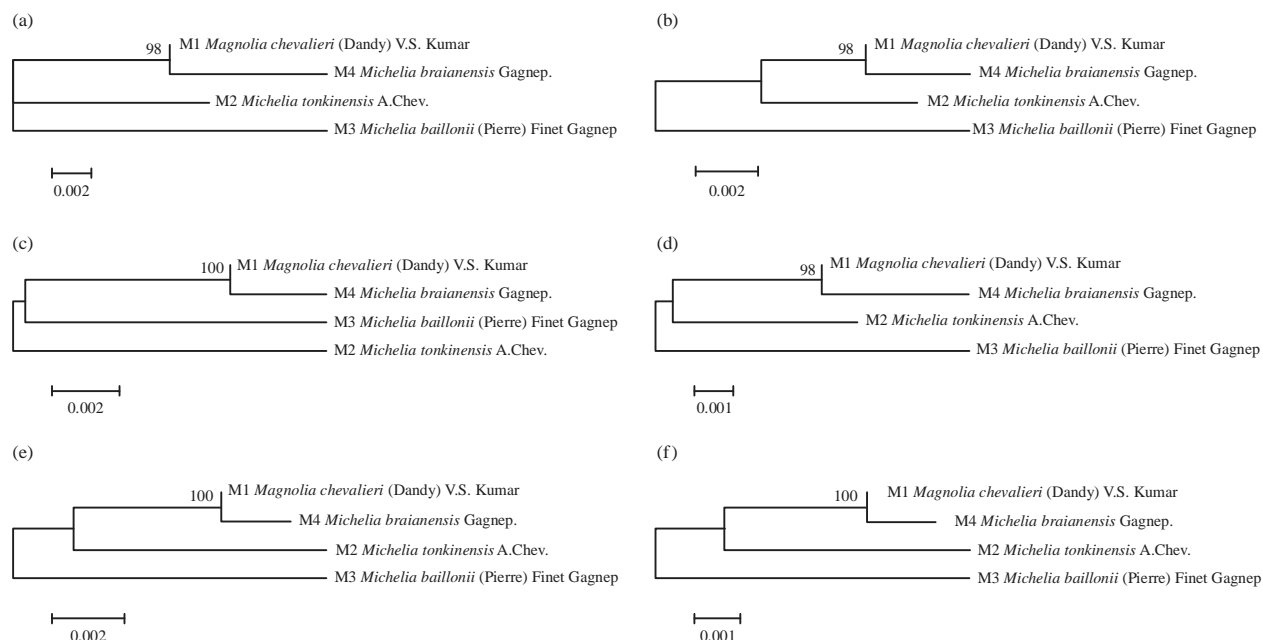 (a)
98
M1 Magnolia chevalieri (Dandy) V.S. Kumar
M4 Michelia braianensis Gagnep.
M2 Michelia tonkinensis A.Chev.
M3 Michelia baillonii (Pierre) Finet Gagnep
0.002
(b)
98
M1 Magnolia chevalieri (Dandy) V.S. Kumar
M4 Michelia braianensis Gagnep.
M2 Michelia tonkinensis A.Chev.
M3 Michelia baillonii (Pierre) Finet Gagnep
0.002
(c)
100
M1 Magnolia chevalieri (Dandy) V.S. Kumar
M4 Michelia braianensis Gagnep.
M3 Michelia baillonii (Pierre) Finet Gagnep
M2 Michelia tonkinensis A.Chev.
0.002
(d)
98
M1 Magnolia chevalieri (Dandy) V.S. Kumar
M4 Michelia braianensis Gagnep.
M2 Michelia tonkinensis A.Chev.
M3 Michelia baillonii (Pierre) Finet Gagnep
0.001
(e)
100
M1 Magnolia chevalieri (Dandy) V.S. Kumar
M4 Michelia braianensis Gagnep.
M2 Michelia tonkinensis A.Chev.
M3 Michelia baillonii (Pierre) Finet Gagnep
0.002
(f)
100
M1 Magnolia chevalieri (Dandy) V.S. Kumar
M4 Michelia braianensis Gagnep.
M2 Michelia tonkinensis A.Chev.
M3 Michelia baillonii (Pierre) Finet Gagnep
0.001